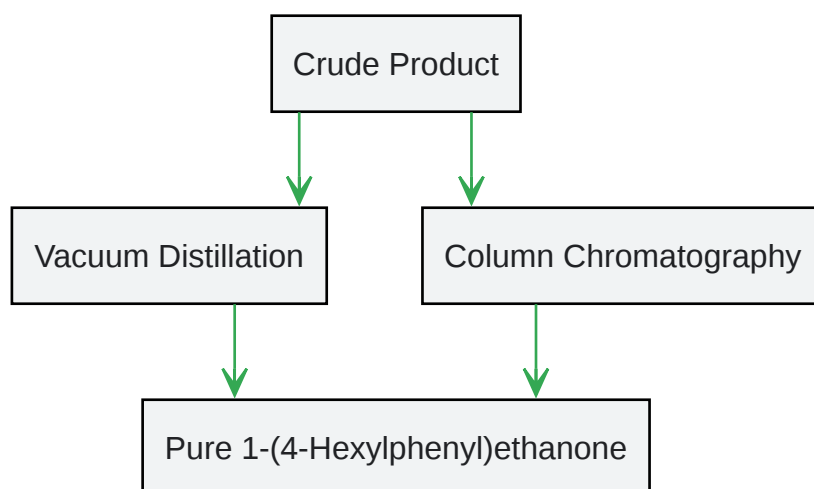 Crude Product
Vacuum Distillation
Column Chromatography
Pure 1-(4-Hexylphenyl)ethanone